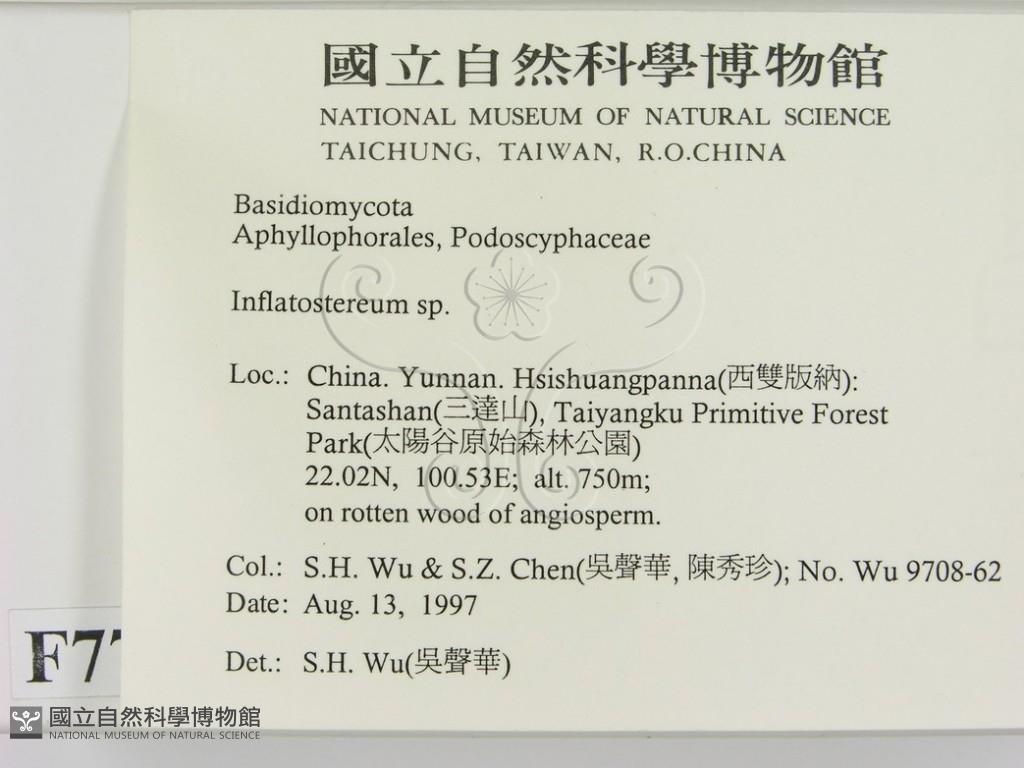 國立自然科學博物館
NATIONAL MUSEUM OF NATURAL SCIENCE
TAICHUNG, TAIWAN, R.O.CHINA
Basidiomycota
Aphyllophorales, Podoscyphaceae
Inflatostereum sp.
Loc.: China. Yunnan. Hsishuangpanna(西雙版納):
Santashan(三達山), Taiyangku Primitive Forest
Park(太陽谷原始森林公園)
22.02N, 100.53E; alt. 750m;
on rotten wood of angiosperm.
Col.: S.H. Wu & S.Z. Chen(吳聲華, 陳秀珍); No. Wu 9708-62
Date: Aug. 13, 1997
Det.: S.H. Wu(吳聲華)
國立自然科學博物館
NATIONAL MUSEUM OF NATURAL SCIENCE